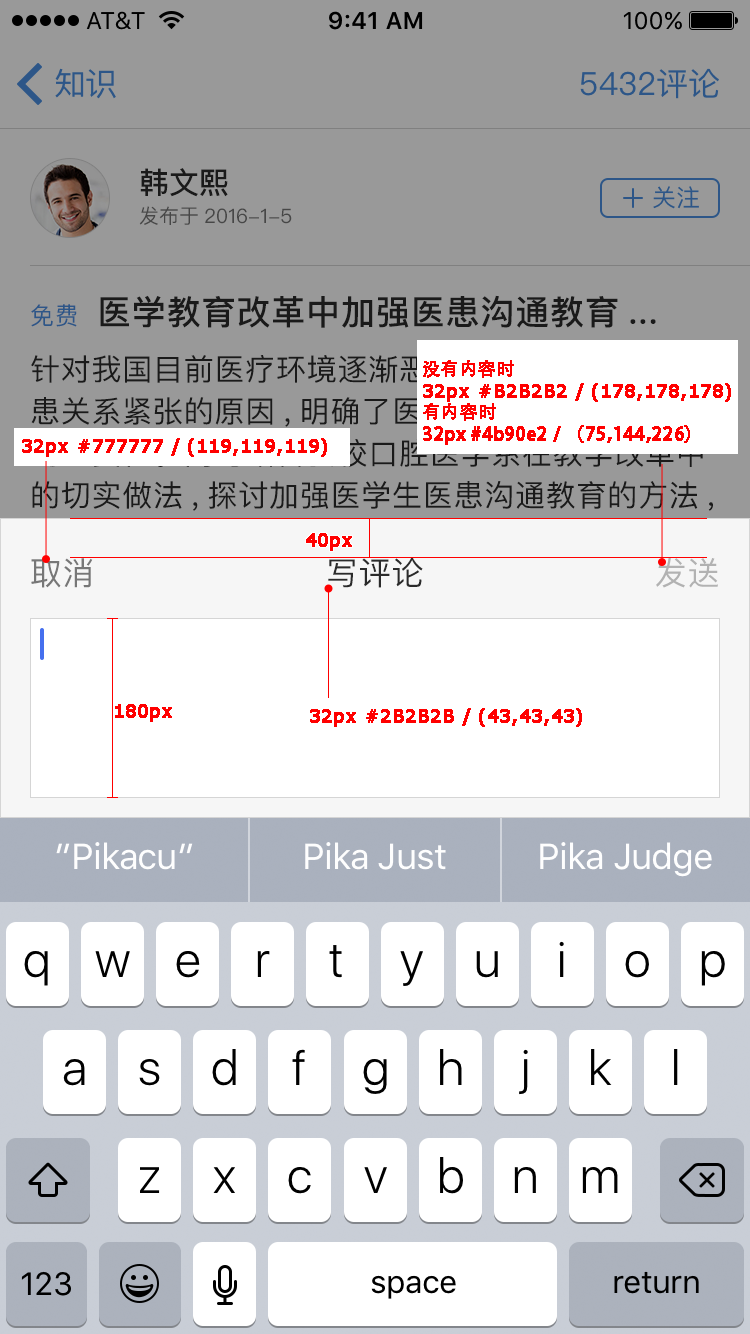 AT&T 9:41 AM 100%
知识 5432评论
韩文熙
发布于 2016-1-5
+ 关注
免费 医学教育改革中加强医患沟通教育 ...
针对我国目前医疗环境逐渐恶
没有内容时
32px #B2B2B2 / (178,178,178)
有内容时
32px #4b90e2 / (75,144,226)
患关系紧张的原因，明确了医
32px #777777 / (119,119,119)
校口腔医学系在教学改革中
的切实做法，探讨加强医学生医患沟通教育的方法，
40px
取消 写评论 发送
180px
32px #2B2B2B / (43,43,43)
"Pikacu" Pika Just Pika Judge
q w e r t y u i o p
a s d f g h j k l
z x c v b n m
123 space return